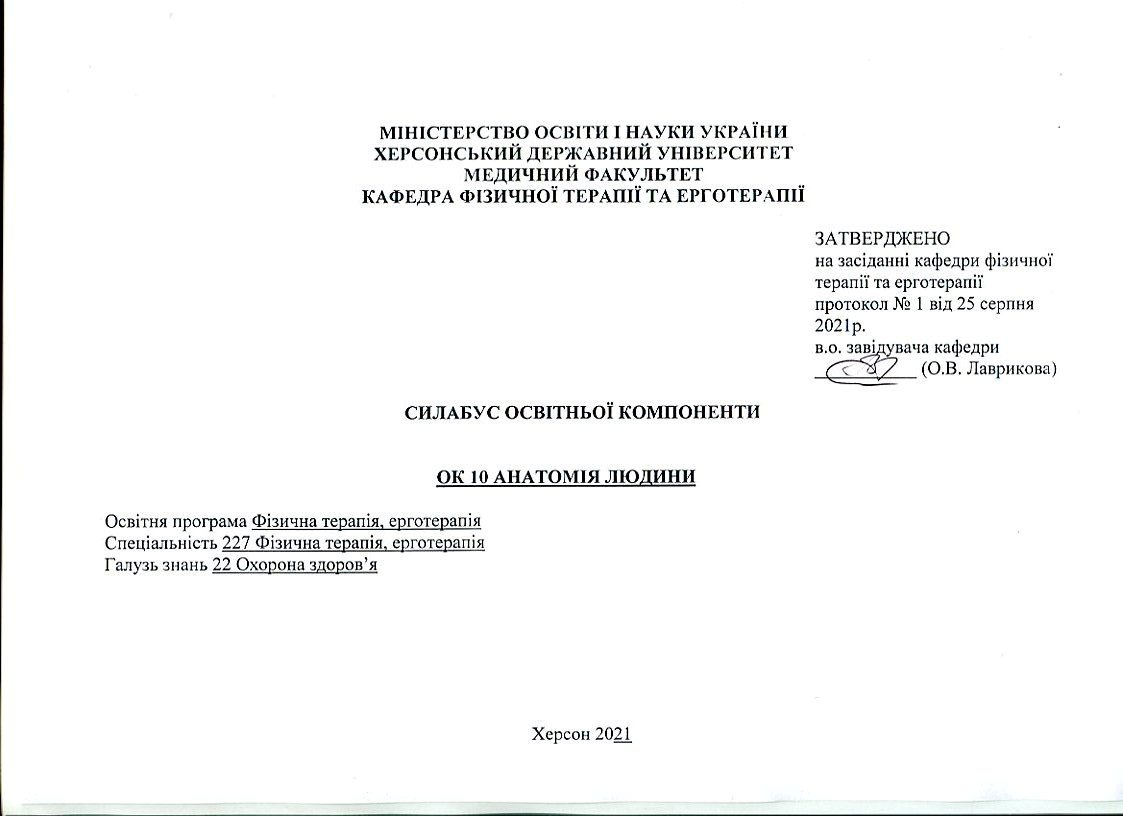 МІНІСТЕРСТВО ОСВІТИ І НАУКИ УКРАЇНИ
ХЕРСОНСЬКИЙ ДЕРЖАВНИЙ УНІВЕРСИТЕТ
МЕДИЧНИЙ ФАКУЛЬТЕТ
КАФЕДРА ФІЗИЧНОЇ ТЕРАПІЇ ТА ЕРГОТЕРАПІЇ
ЗАТВЕРДЖЕНО
на засіданні кафедри фізичної
терапії та ерготерапії
протокол № 1 від 25 серпня
2021р.
в.о. завідувача кафедри
(О.В. Лаврикова)
СИЛАБУС ОСВІТНЬОЇ КОМПОНЕНТИ
ОК 10 АНАТОМІЯ ЛЮДИНИ
Освітня програма Фізична терапія, ерготерапія
Спеціальність 227 Фізична терапія, ерготерапія
Галузь знань 22 Охорона здоров’я
Херсон 2021